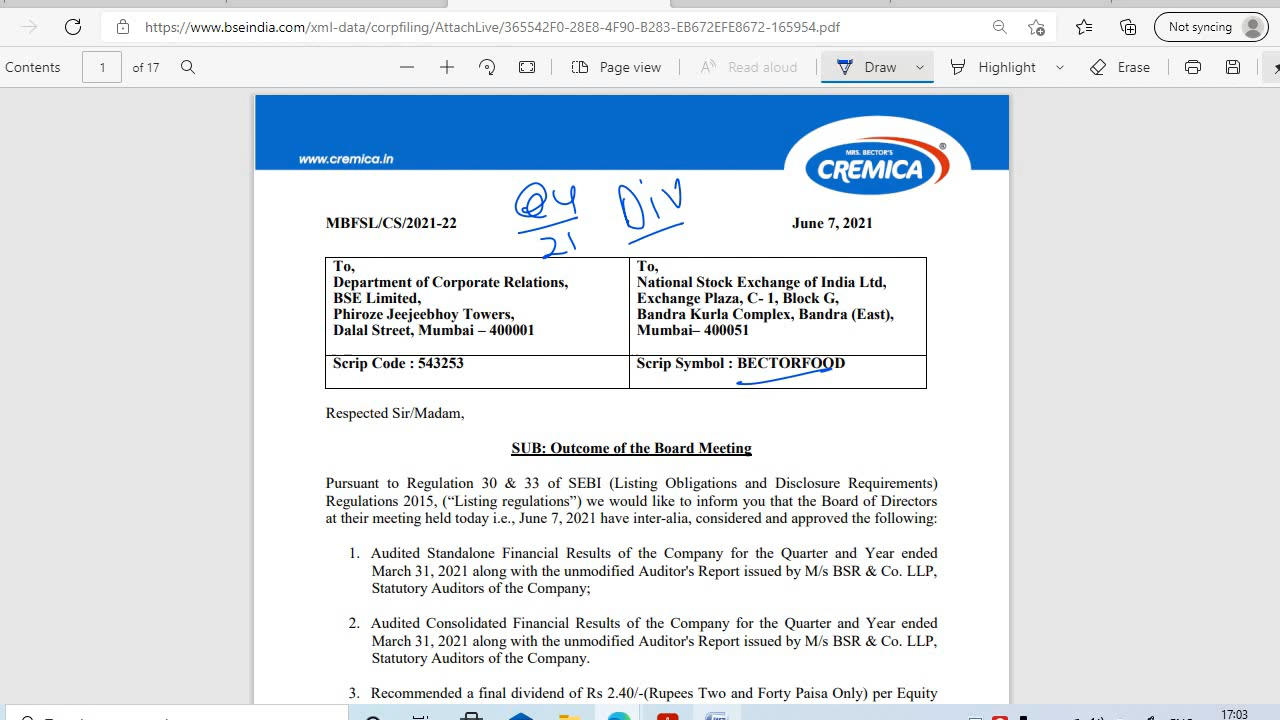 https://www.bseindia.com/xml-data/corpfiling/AttachLive/365542F0-28E8-4F90-B283-EB672EFE8672-165954.pdf
Not syncing
Contents
1 of 17
Page view
Read aloud
Draw
Highlight
Erase
www.cremica.in
MRS. BECTOR'S
CREMICA
®
Q4 Div
21
MBFSL/CS/2021-22
June 7, 2021
To,
Department of Corporate Relations,
BSE Limited,
Phiroze Jeejeebhoy Towers,
Dalal Street, Mumbai – 400001
To,
National Stock Exchange of India Ltd,
Exchange Plaza, C- 1, Block G,
Bandra Kurla Complex, Bandra (East),
Mumbai– 400051
Scrip Code : 543253
Scrip Symbol : BECTORFOOD
Respected Sir/Madam,
SUB: Outcome of the Board Meeting
Pursuant to Regulation 30 & 33 of SEBI (Listing Obligations and Disclosure Requirements)
Regulations 2015, (“Listing regulations”) we would like to inform you that the Board of Directors
at their meeting held today i.e., June 7, 2021 have inter-alia, considered and approved the following:
1. Audited Standalone Financial Results of the Company for the Quarter and Year ended
March 31, 2021 along with the unmodified Auditor's Report issued by M/s BSR & Co. LLP,
Statutory Auditors of the Company;
2. Audited Consolidated Financial Results of the Company for the Quarter and Year ended
March 31, 2021 along with the unmodified Auditor's Report issued by M/s BSR & Co. LLP,
Statutory Auditors of the Company.
3. Recommended a final dividend of Rs 2.40/-(Rupees Two and Forty Paisa Only) per Equity
17:03